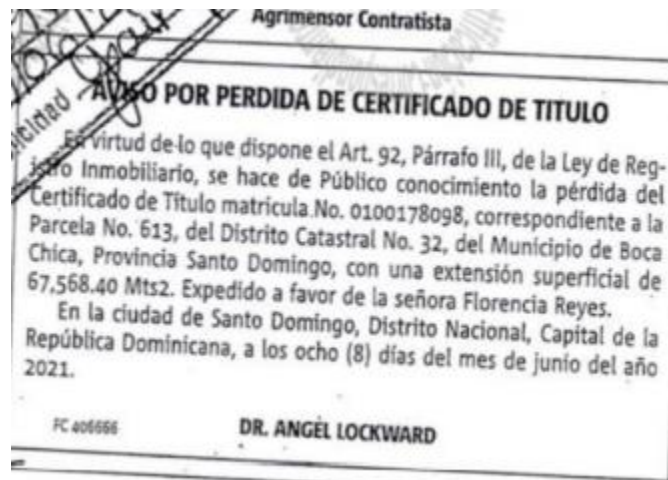 Agrimensor Contratista
AVISO POR PERDIDA DE CERTIFICADO DE TITULO
En virtud de lo que dispone el Art. 92, Párrafo III, de la Ley de Reg-
istro Inmobiliario, se hace de Público conocimiento la pérdida del
Certificado de Título matricula No. 0100178098, correspondiente a la
Parcela No. 613, del Distrito Catastral No. 32, del Municipio de Boca
Chica, Provincia Santo Domingo, con una extensión superficial de
67,568.40 Mts2. Expedido a favor de la señora Florencia Reyes.
En la ciudad de Santo Domingo, Distrito Nacional, Capital de la
República Dominicana, a los ocho (8) días del mes de junio del año
2021.
FC 406666
DR. ANGEL LOCKWARD